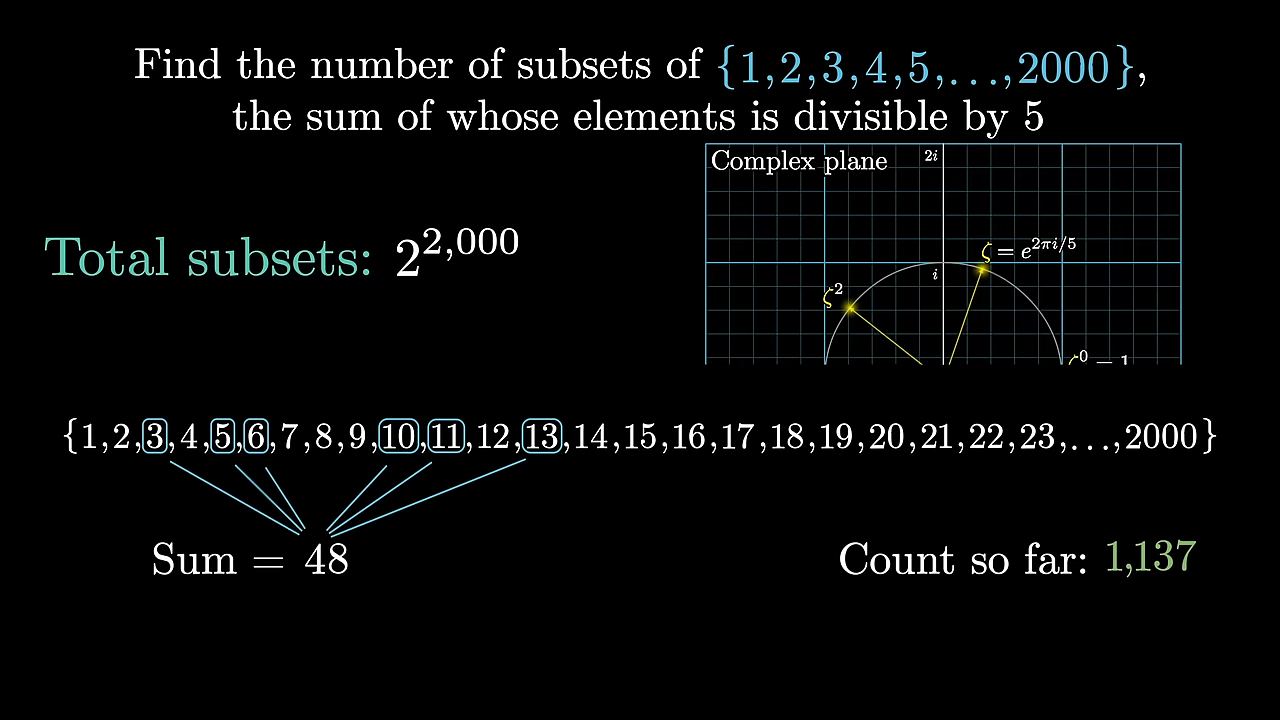 Find the number of subsets of {1,2,3,4,5,...,2000},
the sum of whose elements is divisible by 5
Complex plane
2i
Total subsets: 2^{2,000}
ζ = e^{2πi/5}
i
ζ^2
{1,2,3,4,5,6,7,8,9,10,11,12,13,14,15,16,17,18,19,20,21,22,23,...,2000}
Sum = 48
Count so far: 1,137